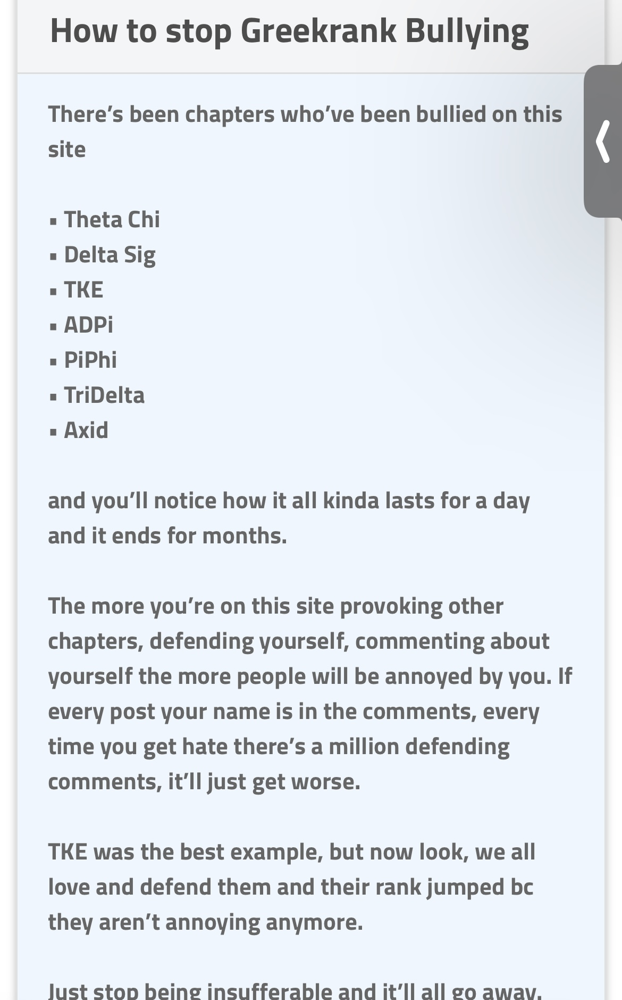 How to stop Greekrank Bullying
There’s been chapters who’ve been bullied on this
site
▪ Theta Chi
▪ Delta Sig
▪ TKE
▪ ADPi
▪ PiPhi
▪ TriDelta
▪ Axid
and you’ll notice how it all kinda lasts for a day
and it ends for months.
The more you’re on this site provoking other
chapters, defending yourself, commenting about
yourself the more people will be annoyed by you. If
every post your name is in the comments, every
time you get hate there’s a million defending
comments, it’ll just get worse.
TKE was the best example, but now look, we all
love and defend them and their rank jumped bc
they aren’t annoying anymore.
Just stop being insufferable and it’ll all go away.